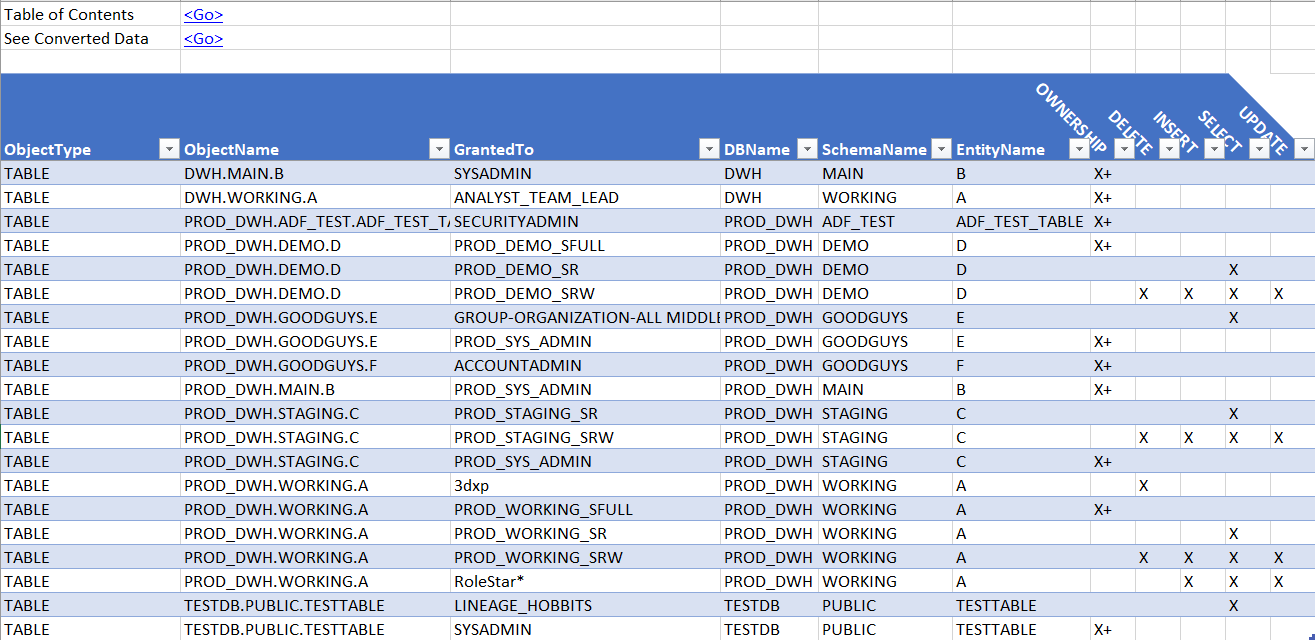 Table of Contents <Go>
See Converted Data <Go>
ObjectType ObjectName GrantedTo DBName SchemaName EntityName OWNERSHIP DELETE INSERT SELECT UPDATE
TABLE DWH.MAIN.B SYSADMIN DWH MAIN B X+
TABLE DWH.WORKING.A ANALYST_TEAM_LEAD DWH WORKING A X+
TABLE PROD_DWH.ADF_TEST.ADF_TEST_TA SECURITYADMIN PROD_DWH ADF_TEST ADF_TEST_TABLE X+
TABLE PROD_DWH.DEMO.D PROD_DEMO_SFULL PROD_DWH DEMO D X+
TABLE PROD_DWH.DEMO.D PROD_DEMO_SR PROD_DWH DEMO D X
TABLE PROD_DWH.DEMO.D PROD_DEMO_SRW PROD_DWH DEMO D X X X X
TABLE PROD_DWH.GOODGUYS.E GROUP-ORGANIZATION-ALL MIDDLE PROD_DWH GOODGUYS E X
TABLE PROD_DWH.GOODGUYS.E PROD_SYS_ADMIN PROD_DWH GOODGUYS E X+
TABLE PROD_DWH.GOODGUYS.F ACCOUNTADMIN PROD_DWH GOODGUYS F X+
TABLE PROD_DWH.MAIN.B PROD_SYS_ADMIN PROD_DWH MAIN B X+
TABLE PROD_DWH.STAGING.C PROD_STAGING_SR PROD_DWH STAGING C X
TABLE PROD_DWH.STAGING.C PROD_STAGING_SRW PROD_DWH STAGING C X X X X
TABLE PROD_DWH.STAGING.C PROD_SYS_ADMIN PROD_DWH STAGING C X+
TABLE PROD_DWH.WORKING.A 3dxp PROD_DWH WORKING A X
TABLE PROD_DWH.WORKING.A PROD_WORKING_SFULL PROD_DWH WORKING A X+
TABLE PROD_DWH.WORKING.A PROD_WORKING_SR PROD_DWH WORKING A X
TABLE PROD_DWH.WORKING.A PROD_WORKING_SRW PROD_DWH WORKING A X X X X
TABLE PROD_DWH.WORKING.A RoleStar* PROD_DWH WORKING A X X X
TABLE TESTDB.PUBLIC.TESTTABLE LINEAGE_HOBBITS TESTDB PUBLIC TESTTABLE X
TABLE TESTDB.PUBLIC.TESTTABLE SYSADMIN TESTDB PUBLIC TESTTABLE X+